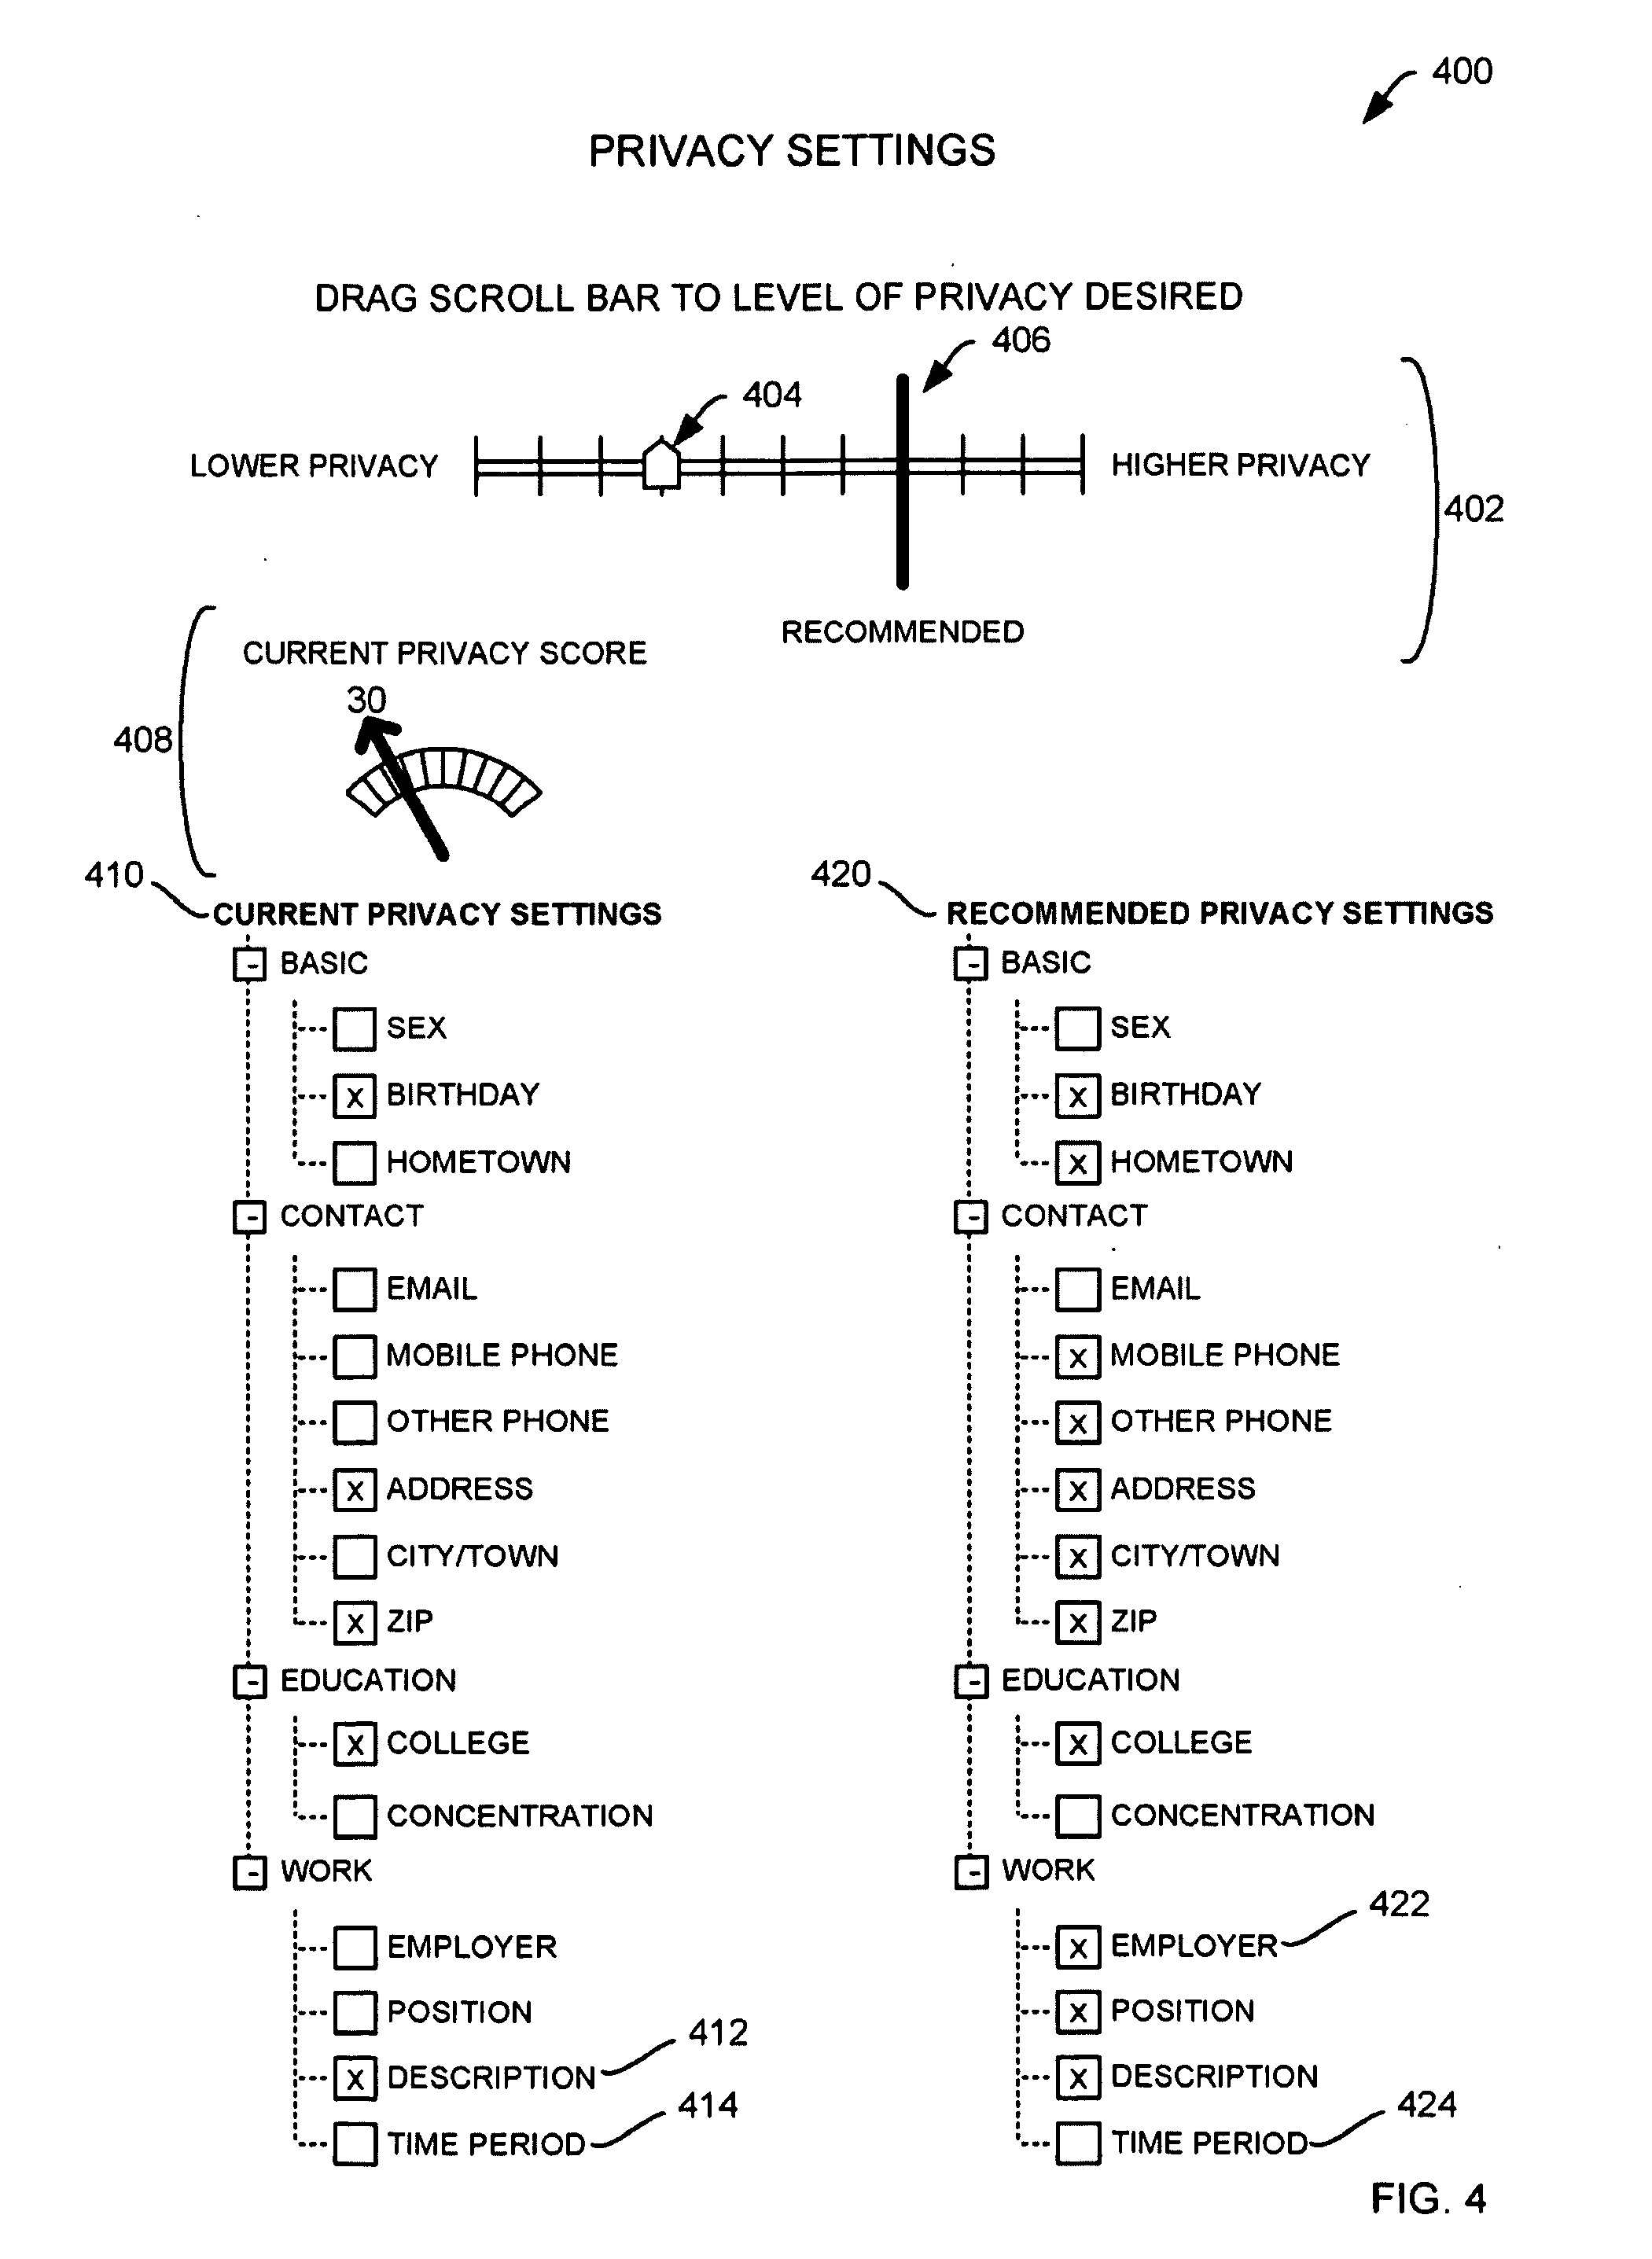 400
PRIVACY SETTINGS
DRAG SCROLL BAR TO LEVEL OF PRIVACY DESIRED
406
404
LOWER PRIVACY
HIGHER PRIVACY
402
RECOMMENDED
CURRENT PRIVACY SCORE
30
408
410
CURRENT PRIVACY SETTINGS
- BASIC
SEX
X BIRTHDAY
HOMETOWN
- CONTACT
EMAIL
MOBILE PHONE
OTHER PHONE
X ADDRESS
CITY/TOWN
X ZIP
- EDUCATION
X COLLEGE
CONCENTRATION
- WORK
EMPLOYER
POSITION
412
X DESCRIPTION
414
TIME PERIOD
420
RECOMMENDED PRIVACY SETTINGS
- BASIC
SEX
X BIRTHDAY
X HOMETOWN
- CONTACT
EMAIL
X MOBILE PHONE
X OTHER PHONE
X ADDRESS
X CITY/TOWN
X ZIP
- EDUCATION
X COLLEGE
CONCENTRATION
- WORK
422
X EMPLOYER
X POSITION
X DESCRIPTION
424
TIME PERIOD
FIG. 4